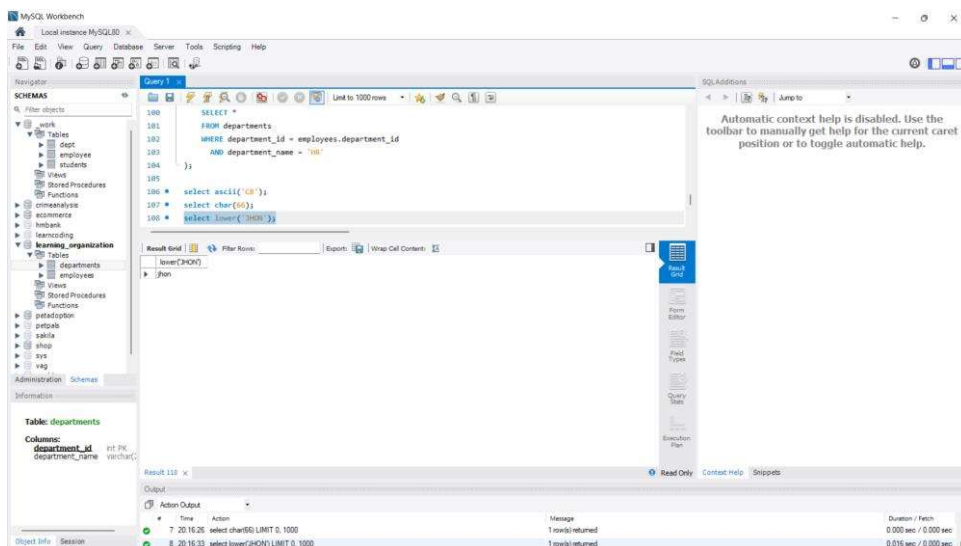 MySQL Workbench
Local instance MySQL80 ×
File Edit View Query Database Server Tools Scripting Help
Navigator
SCHEMAS
Filter objects
_work
Tables
dept
employee
students
Views
Stored Procedures
Functions
crimeanalysis
ecommerce
hmbank
learncoding
learning_organization
Tables
departments
employees
Views
Stored Procedures
Functions
petadoption
petpals
sakila
shop
sys
vag
Administration Schemas
Information
Table: departments
Columns:
department_id int PK
department_name varchar(
Object Info Session
Query 1 ×
Limit to 1000 rows
100 SELECT *
101 FROM departments
102 WHERE department_id = employees.department_id
103 AND department_name = 'HR'
104 );
105
106 select ascii('CB');
107 select char(66);
108 select lower('JHON');
Result Grid Filter Rows: Export: Wrap Cell Content:
lower('JHON')
jhon
Result Grid
Form Editor
Field Types
Query Stats
Execution Plan
Result 110 × Read Only
SQLAdditions
Jump to
Automatic context help is disabled. Use the
toolbar to manually get help for the current caret
position or to toggle automatic help.
Context Help Snippets
Output
Action Output
# Time Action Message Duration / Fetch
7 20:16:26 select char(66) LIMIT 0, 1000 1 row(s) returned 0.000 sec / 0.000 sec
8 20:16:33 select lower('JHON') LIMIT 0, 1000 1 row(s) returned 0.016 sec / 0.000 sec